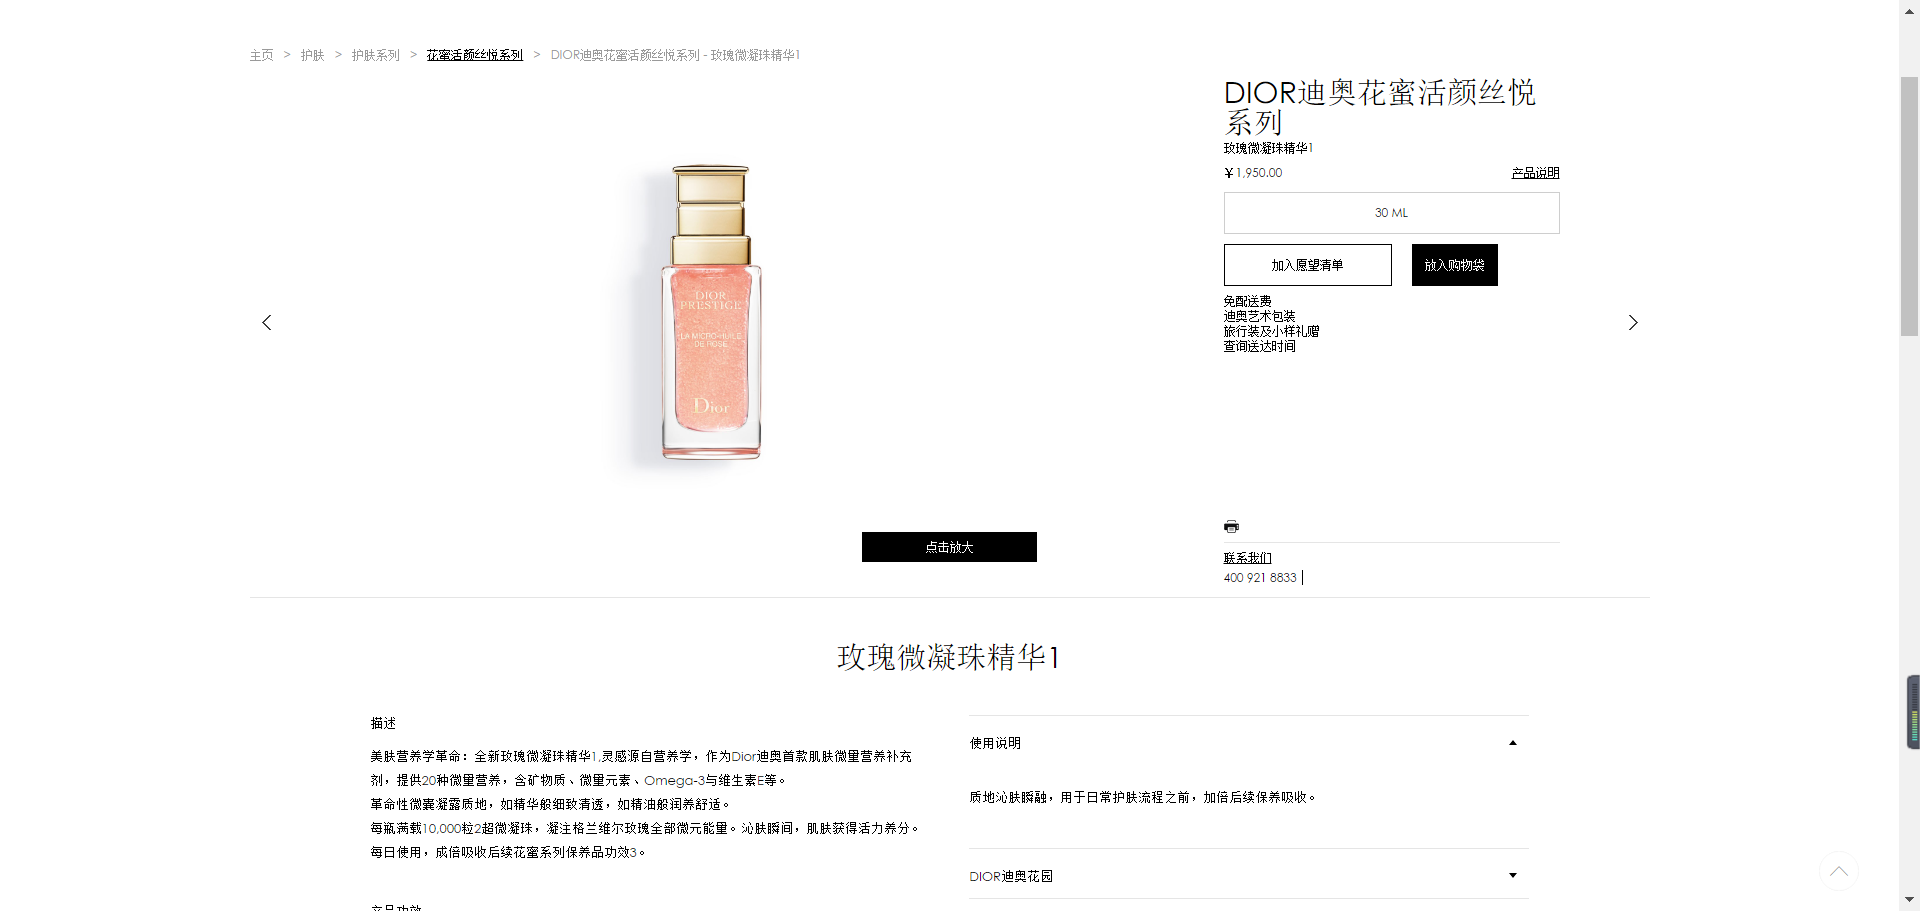 主页 > 护肤 > 护肤系列 > 花蜜活颜丝悦系列 > DIOR迪奥花蜜活颜丝悦系列 - 玫瑰微凝珠精华1
DIOR迪奥花蜜活颜丝悦
系列
玫瑰微凝珠精华1
￥1,950.00 产品说明
30 ML
加入愿望清单 放入购物袋
免配送费
迪奥艺术包装
旅行装及小样礼赠
查询送达时间
DIOR
PRESTIGE
LA MICRO-HUILE
DE ROSE
Dior
点击放大
联系我们
400 921 8833
玫瑰微凝珠精华1
描述
美肤营养学革命：全新玫瑰微凝珠精华1,灵感源自营养学，作为Dior迪奥首款肌肤微量营养补充
剂，提供20种微量营养，含矿物质、微量元素、Omega-3与维生素E等。
革命性微囊凝露质地，如精华般细致清透，如精油般润养舒适。
每瓶满载10,000粒2超微凝珠，凝注格兰维尔玫瑰全部微元能量。沁肤瞬间，肌肤获得活力养分。
每日使用，成倍吸收后续花蜜系列保养品功效3。
产品功效
使用说明
质地沁肤瞬融，用于日常护肤流程之前，加倍后续保养吸收。
DIOR迪奥花园